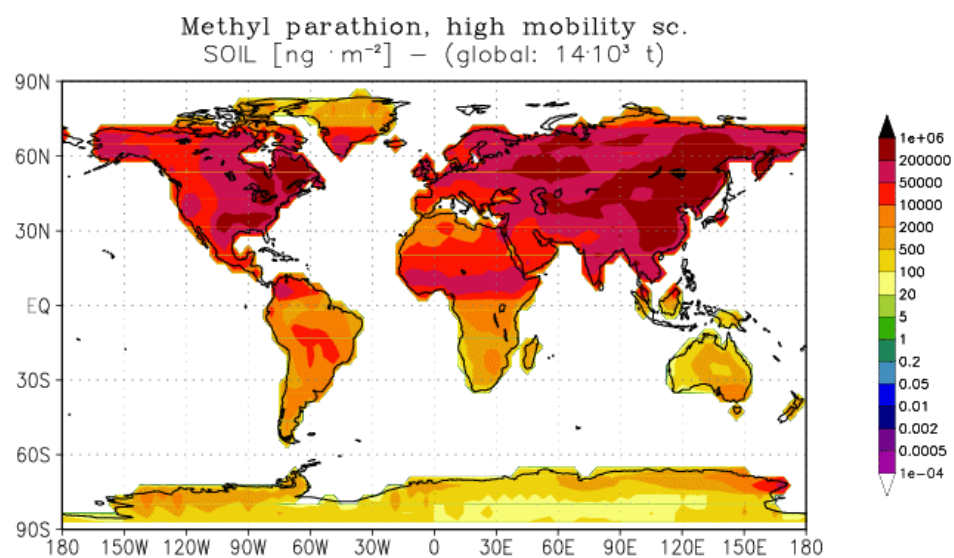 Methyl parathion, high mobility sc.
SOIL [ng ·m⁻²] – (global: 14·10³ t)
90N
60N
30N
EQ
30S
60S
90S
180 150W 120W 90W 60W 30W 0 30E 60E 90E 120E 150E 180
1e+06
200000
50000
10000
2000
500
100
20
5
1
0.2
0.05
0.01
0.002
0.0005
1e-04